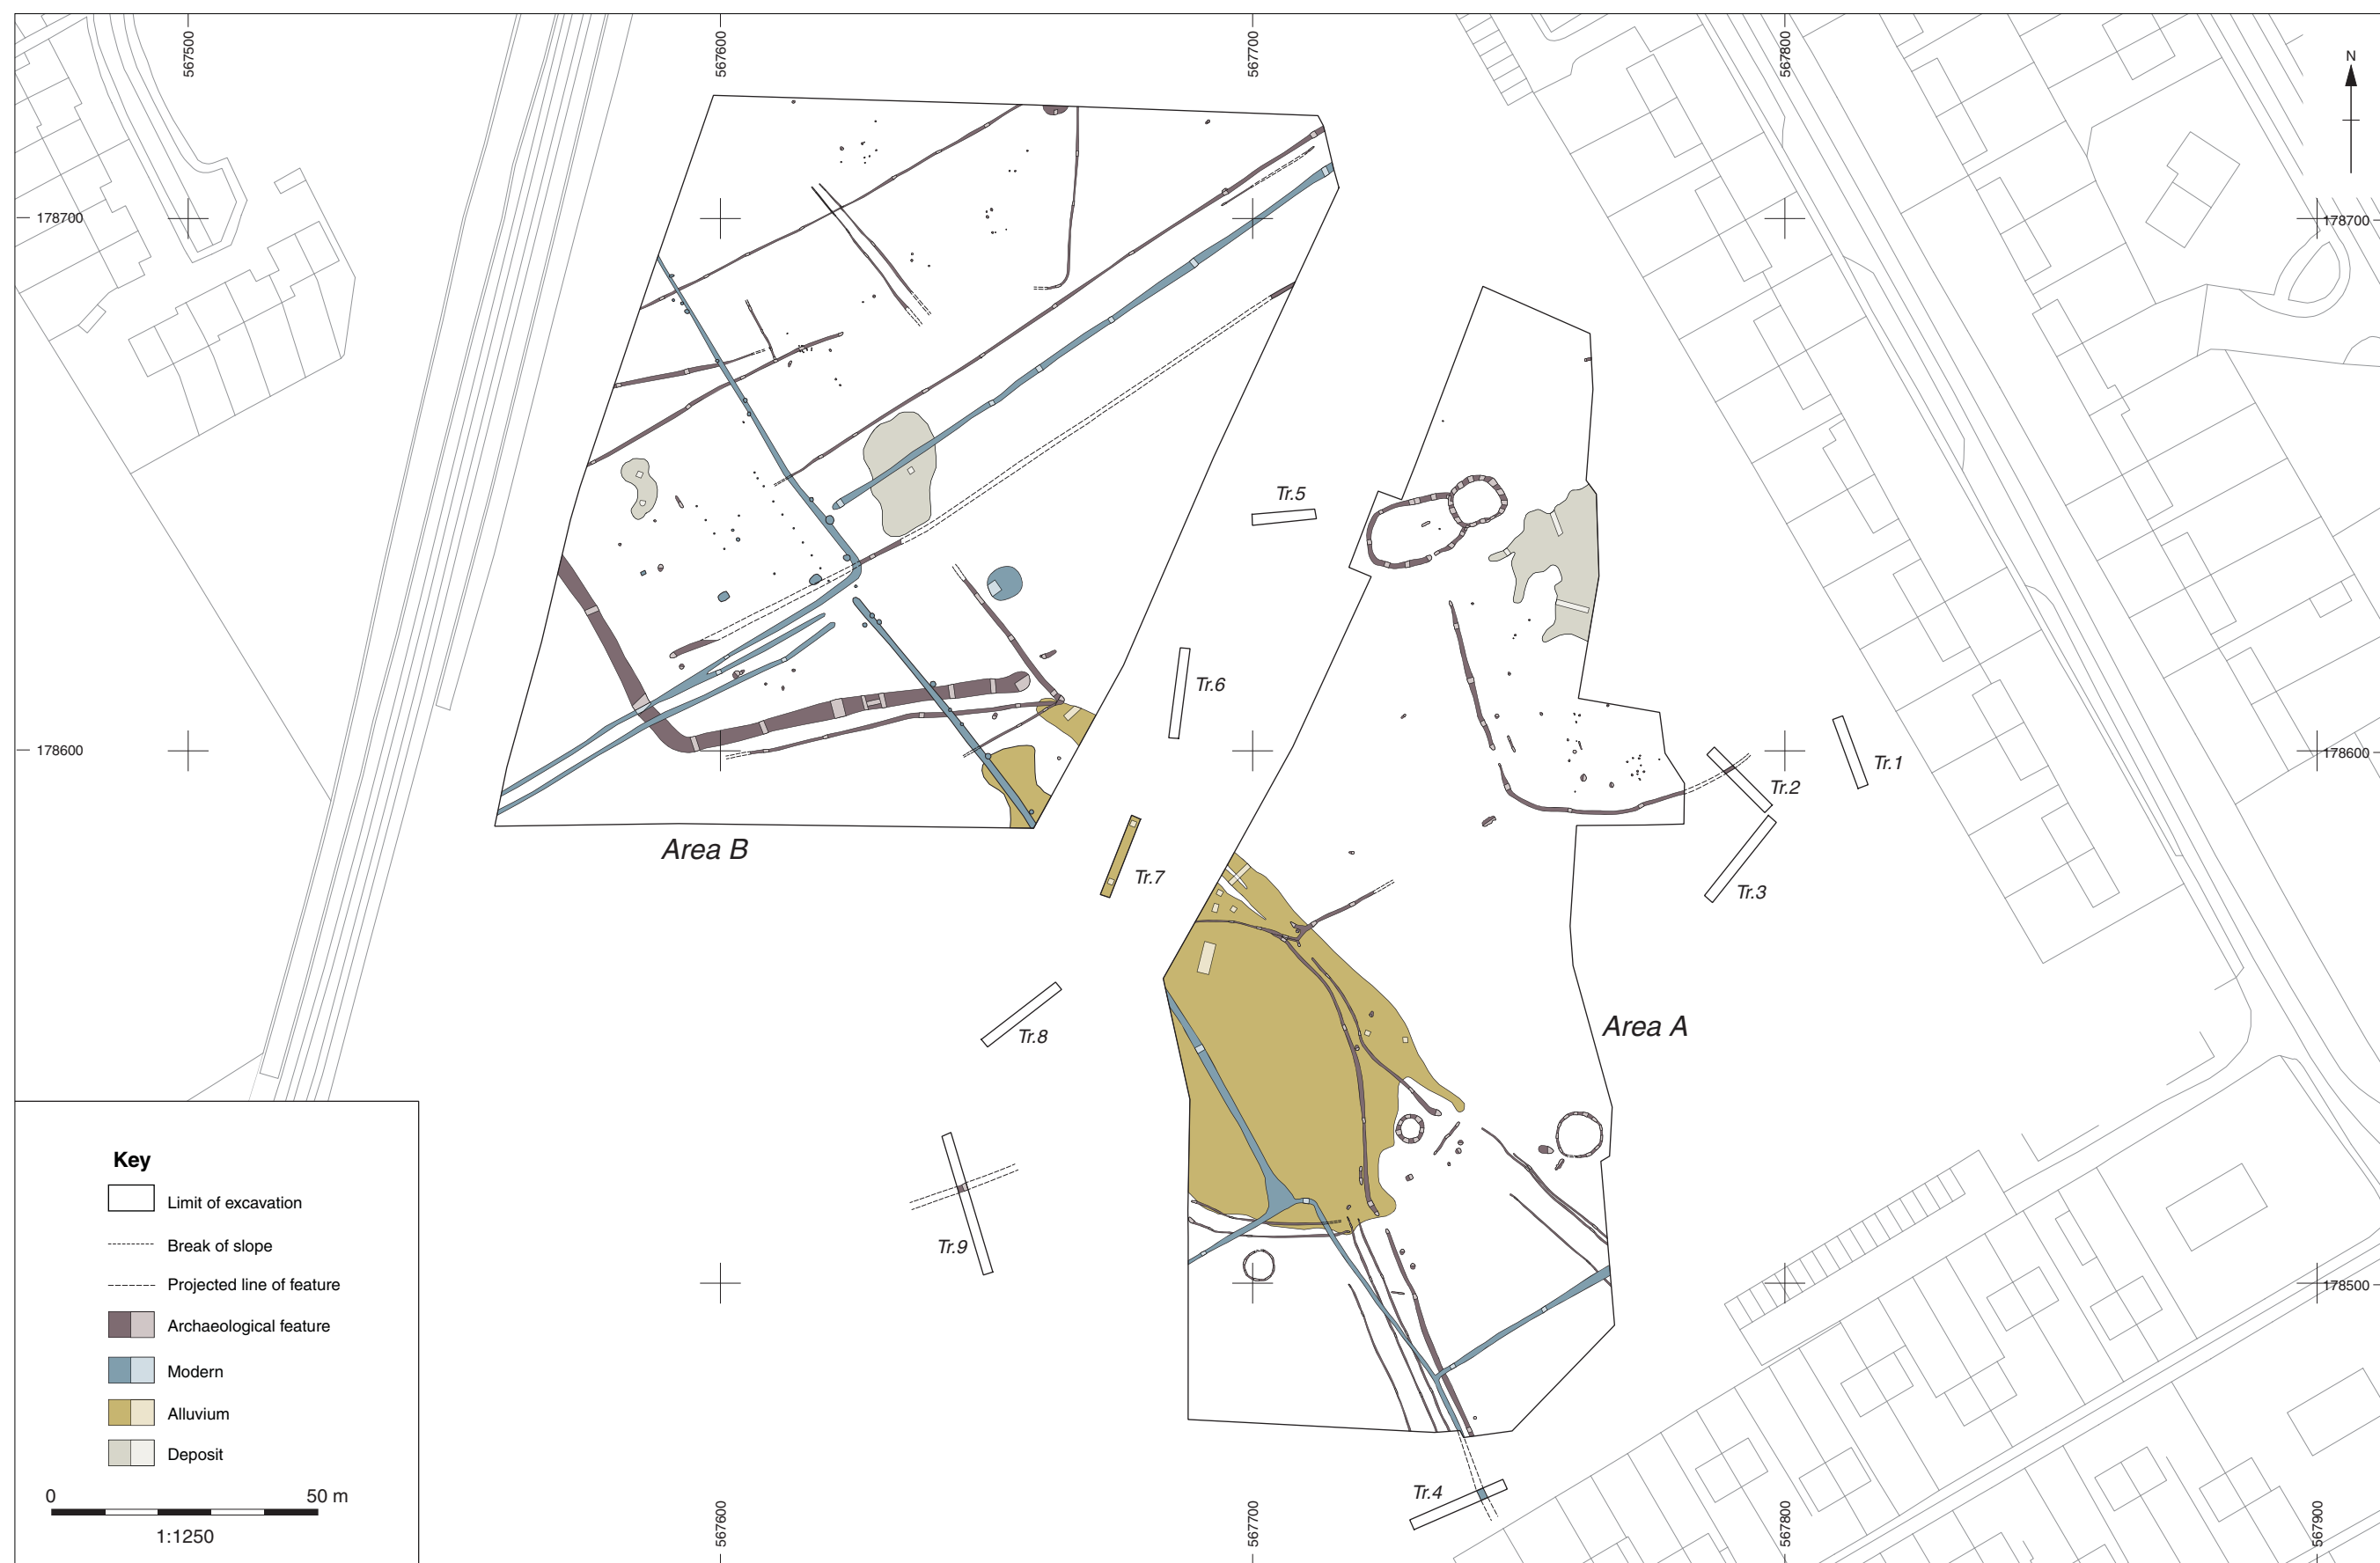 567500
567600
567700
567800
N
178700
178700
Tr.5
Tr.6
178600
178600
Tr.1
Tr.2
Area B
Tr.7
Tr.3
Area A
Tr.8
Key
Limit of excavation
Tr.9
Break of slope
Projected line of feature
178500
Archaeological feature
Modern
Alluvium
Deposit
0 50 m
Tr.4
1:1250
567600
567700
567800
567900